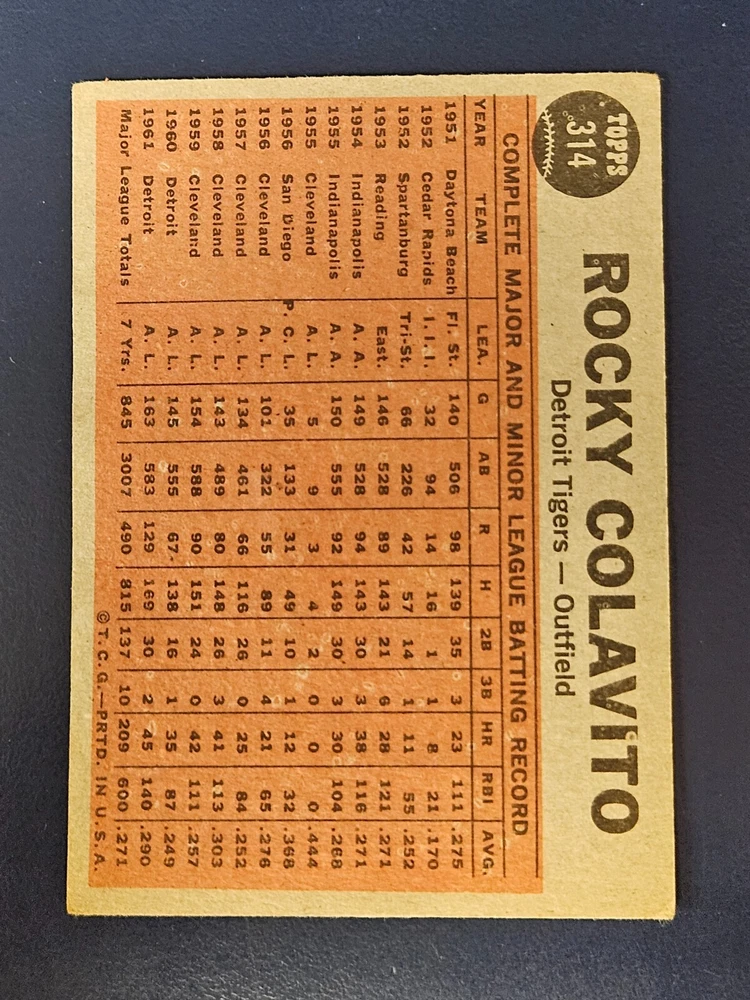 TOPPS
314
ROCKY COLAVITO
Detroit Tigers — Outfield
COMPLETE MAJOR AND MINOR LEAGUE BATTING RECORD
YEAR TEAM LEA. G AB R H 2B 3B HR RBI AVG.
1951 Daytona Beach Fl. St. 140 506 98 139 35 3 23 111 .275
1952 Cedar Rapids I. I. I. 32 94 14 16 1 1 8 21 .170
1952 Spartanburg Tri-St. 66 226 42 57 14 1 11 55 .252
1953 Reading East. 146 528 89 143 21 6 28 121 .271
1954 Indianapolis A. A. 149 528 94 143 30 3 38 116 .271
1955 Indianapolis A. A. 150 555 92 149 30 3 30 104 .268
1955 Cleveland A. L. 5 9 3 4 2 0 0 0 .444
1956 San Diego P. C. L. 35 133 31 49 10 1 12 32 .368
1956 Cleveland A. L. 101 322 55 89 11 4 21 65 .276
1957 Cleveland A. L. 134 461 66 116 26 0 25 84 .252
1958 Cleveland A. L. 143 489 80 148 26 3 41 113 .303
1959 Cleveland A. L. 154 588 90 151 24 0 42 111 .257
1960 Detroit A. L. 145 555 67 138 16 1 35 87 .249
1961 Detroit A. L. 163 583 129 169 30 2 45 140 .290
Major League Totals 7 Yrs. 845 3007 490 815 137 10 209 600 .271
©T.C.G.—PRTD. IN U.S.A.